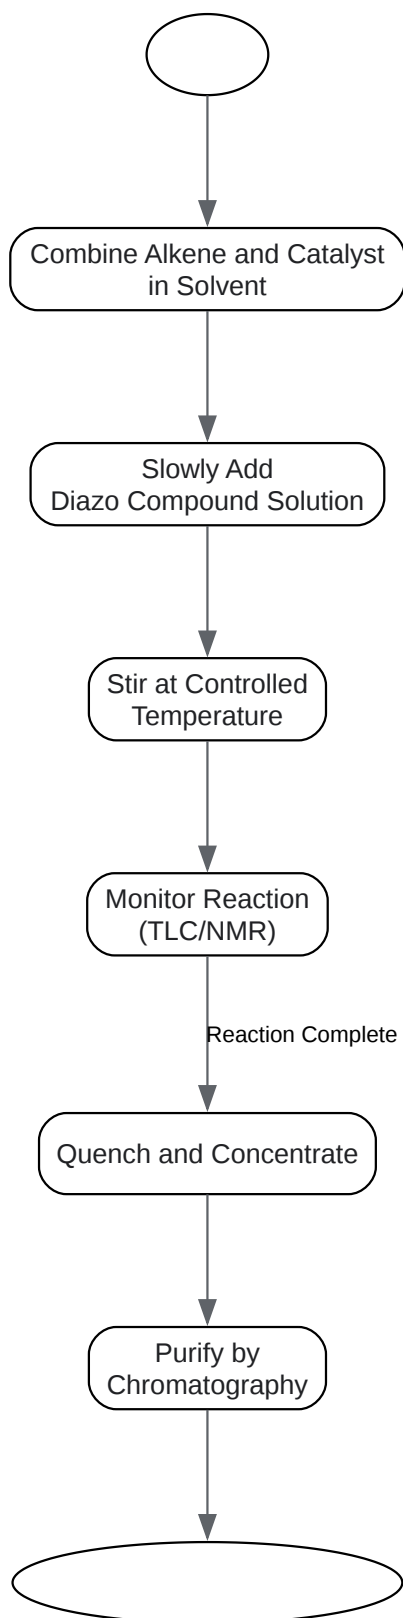 Combine Alkene and Catalyst
in Solvent
Slowly Add
Diazo Compound Solution
Stir at Controlled
Temperature
Monitor Reaction
(TLC/NMR)
Reaction Complete
Quench and Concentrate
Purify by
Chromatography